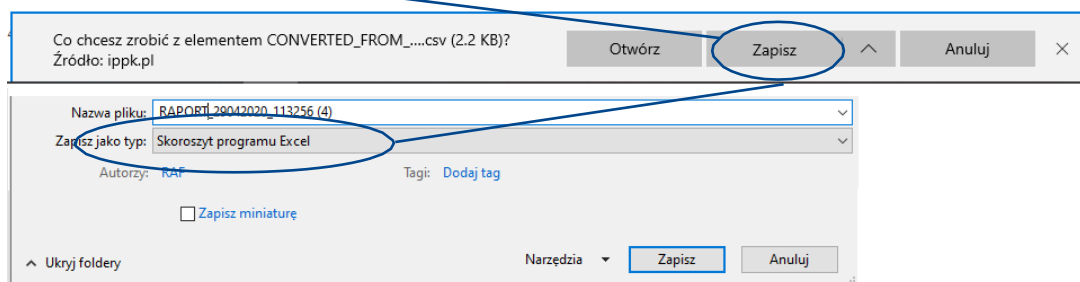 Co chcesz zrobić z elementem CONVERTED_FROM_....csv (2.2 KB)?
Źródło: ippk.pl
Otwórz Zapisz Anuluj
Nazwa pliku: RAPORT_29042020_113256 (4)
Zapisz jako typ: Skoroszyt programu Excel
Autorzy: RAF Tagi: Dodaj tag
Zapisz miniaturę
Ukryj foldery Narzędzia Zapisz Anuluj